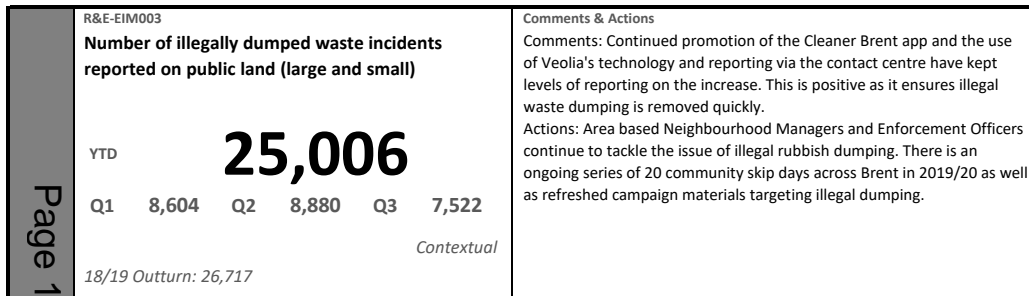 R&E-EIM003
Number of illegally dumped waste incidents
reported on public land (large and small)
YTD 25,006
Q1 8,604 Q2 8,880 Q3 7,522
Contextual
18/19 Outturn: 26,717
Comments & Actions
Comments: Continued promotion of the Cleaner Brent app and the use
of Veolia's technology and reporting via the contact centre have kept
levels of reporting on the increase. This is positive as it ensures illegal
waste dumping is removed quickly.
Actions: Area based Neighbourhood Managers and Enforcement Officers
continue to tackle the issue of illegal rubbish dumping. There is an
ongoing series of 20 community skip days across Brent in 2019/20 as well
as refreshed campaign materials targeting illegal dumping.
Page 1